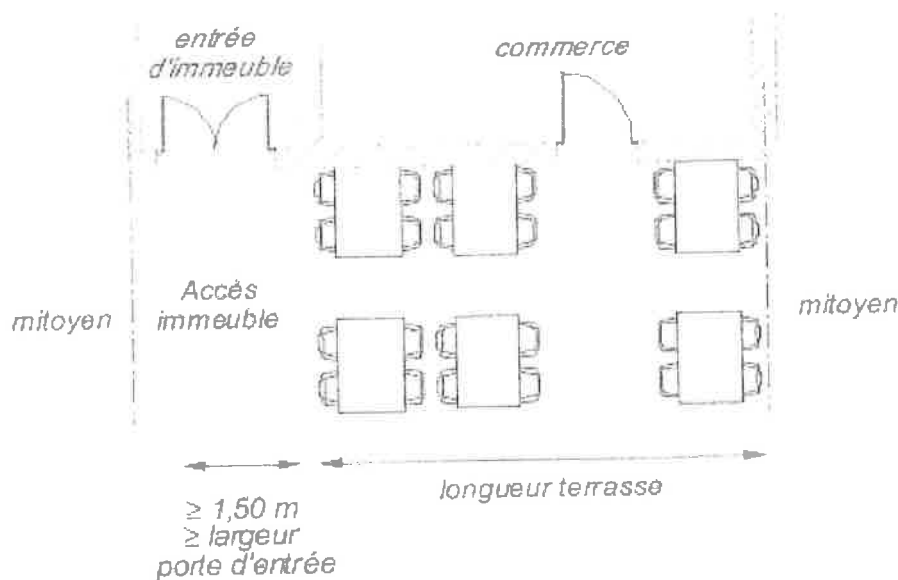 entrée
d'immeuble
commerce
Accès
immeuble
mitoyen
mitoyen
longueur terrasse
≥ 1,50 m
≥ largeur
porte d'entrée